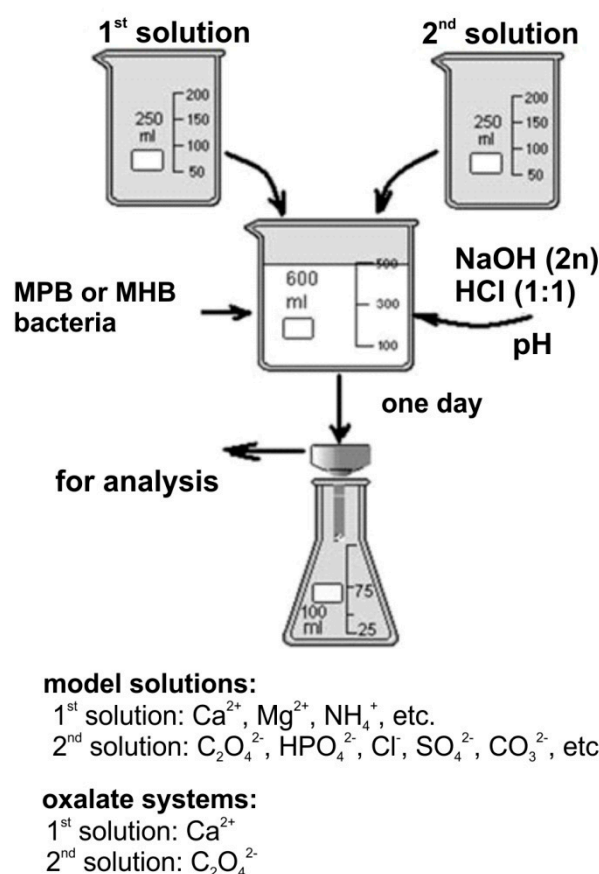 1st solution
2nd solution
250
ml
200
150
100
50
250
ml
200
150
100
50
600
ml
500
300
100
MPB or MHB
bacteria
NaOH (2n)
HCl (1:1)
pH
one day
for analysis
100
ml
75
25
model solutions:
1st solution: Ca²⁺, Mg²⁺, NH₄⁺, etc.
2nd solution: C₂O₄²⁻, HPO₄²⁻, Cl⁻, SO₄²⁻, CO₃²⁻, etc
oxalate systems:
1st solution: Ca²⁺
2nd solution: C₂O₄²⁻